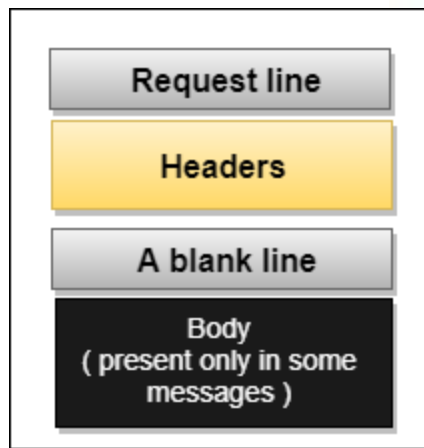 Request line
Headers
A blank line
Body
( present only in some
messages )